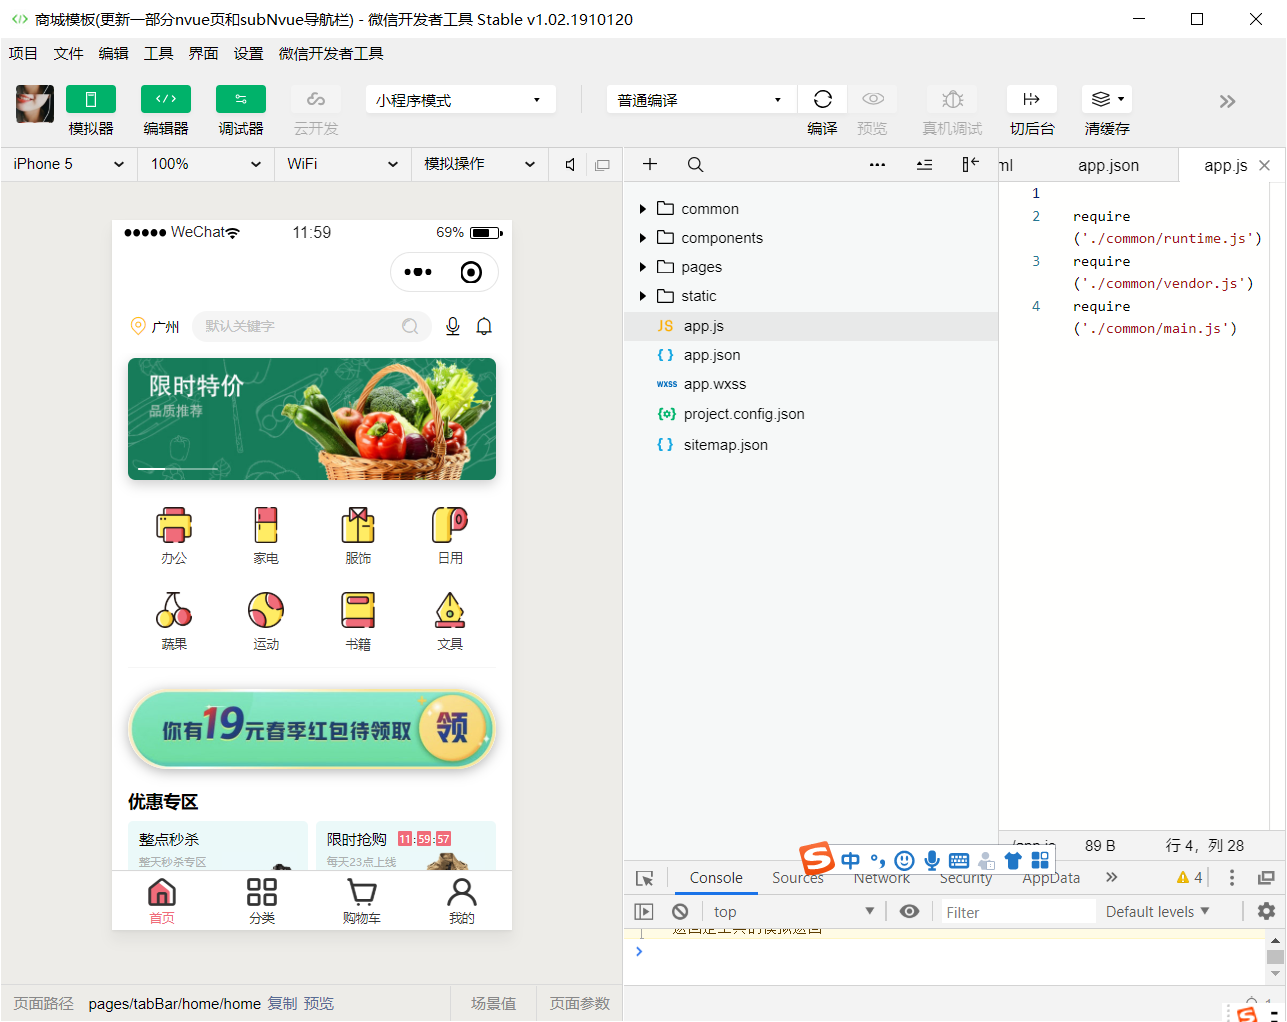 商城模板(更新一部分nvue页和subNvue导航栏) - 微信开发者工具 Stable v1.02.1910120
项目 文件 编辑 工具 界面 设置 微信开发者工具
模拟器 编辑器 调试器 云开发
小程序模式
普通编译
编译 预览 真机调试 切后台 清缓存
iPhone 5 100% WiFi 模拟操作
WeChat 11:59 69%
广州 默认关键字
限时特价
品质推荐
办公 家电 服饰 日用
蔬果 运动 书籍 文具
你有19元春季红包待领取 领
优惠专区
整点秒杀
整天秒杀专区
限时抢购 11:59:57
每天23点上线
首页 分类 购物车 我的
页面路径 pages/tabBar/home/home 复制 预览 场景值 页面参数
common
components
pages
static
JS app.js
{ } app.json
wxss app.wxss
project.config.json
{ } sitemap.json
ml app.json app.js
1
2 require
('./common/runtime.js')
3 require
('./common/vendor.js')
4 require
('./common/main.js')
/app.js 89 B 行 4，列 28
中
Console Sources Network Security AppData 4
top Filter Default levels